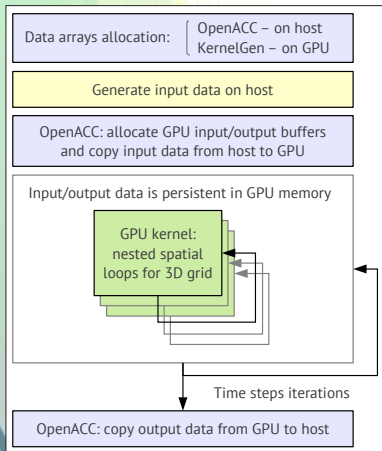 Data arrays allocation:
OpenACC – on host
KernelGen – on GPU
Generate input data on host
OpenACC: allocate GPU input/output buffers
and copy input data from host to GPU
Input/output data is persistent in GPU memory
GPU kernel:
nested spatial
loops for 3D grid
Time steps iterations
OpenACC: copy output data from GPU to host